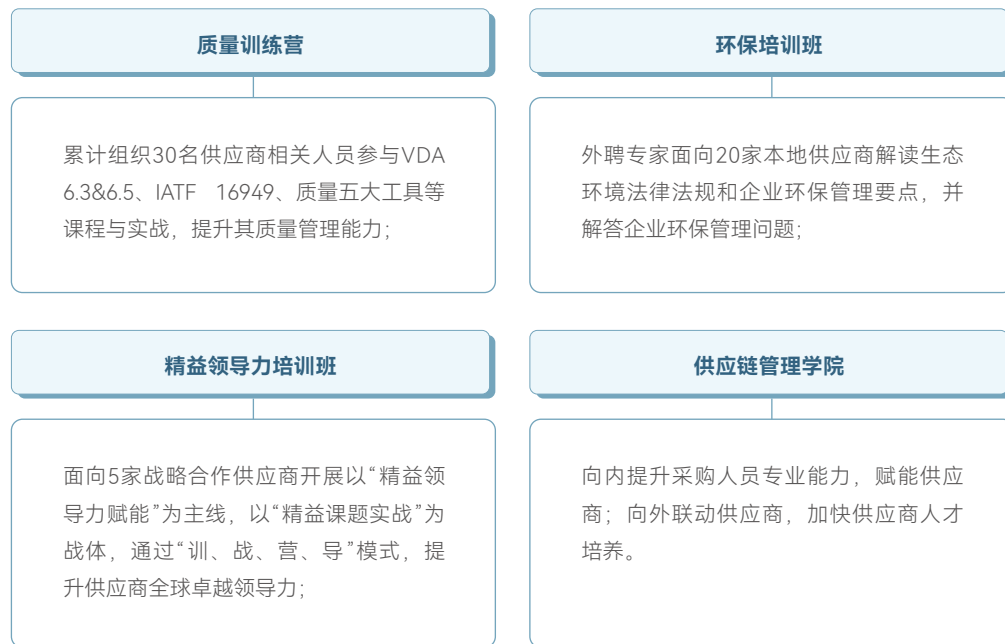 质量训练营
累计组织30名供应商相关人员参与VDA
6.3&6.5、IATF 16949、质量五大工具等
课程与实战，提升其质量管理能力；
环保培训班
外聘专家面向20家本地供应商解读生态
环境法律法规和企业环保管理要点，并
解答企业环保管理问题；
精益领导力培训班
面向5家战略合作供应商开展以“精益领
导力赋能”为主线，以“精益课题实战”为
战体，通过“训、战、营、导”模式，提
升供应商全球卓越领导力；
供应链管理学院
向内提升采购人员专业能力，赋能供应
商；向外联动供应商，加快供应商人才
培养。